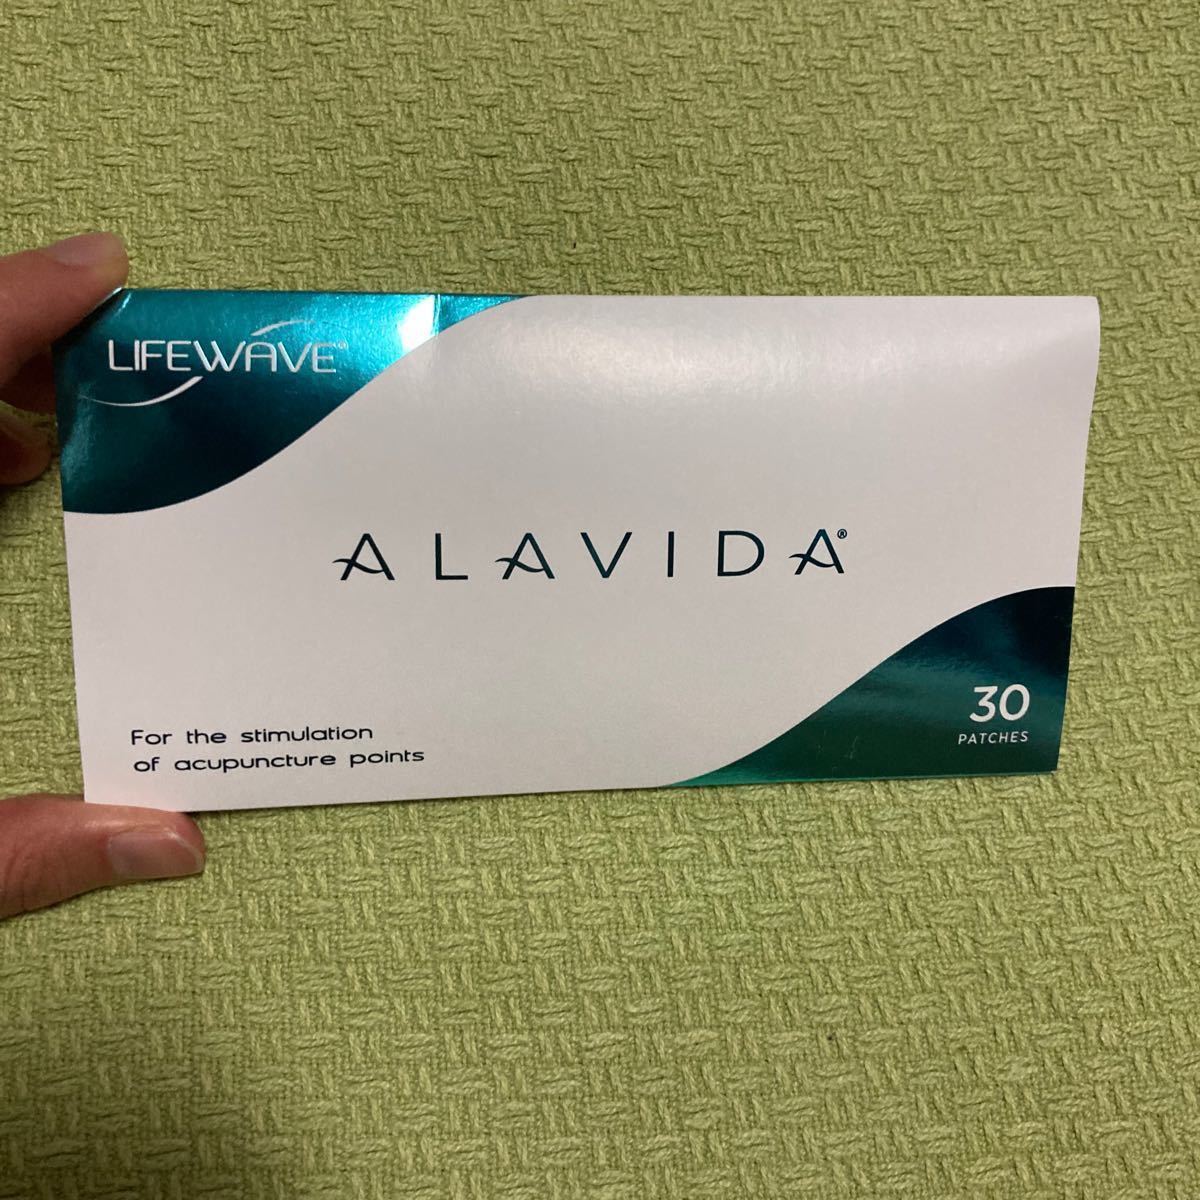 LIFEWAVE®
ALAVIDA®
For the stimulation
of acupuncture points
30
PATCHES